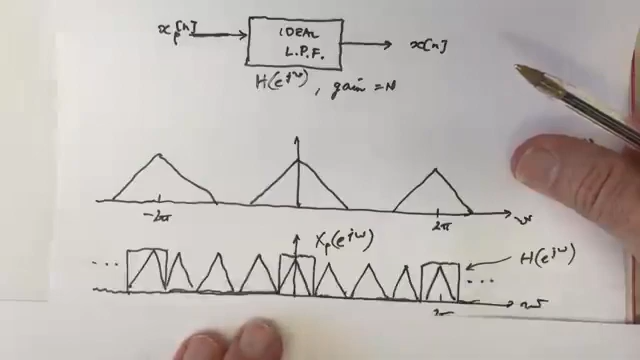 xₚ[n]
IDEAL
L.P.F.
x[n]
H(e^jω), gain = N
-2π
2π
ω
Xₚ(e^jω)
H(e^jω)
...
...
ω